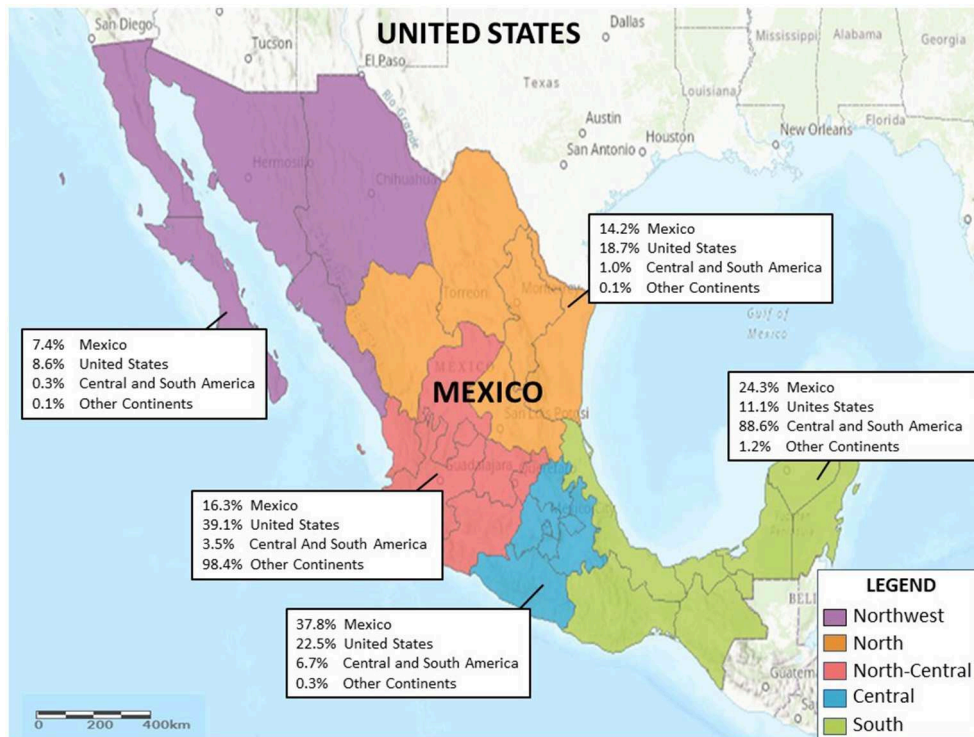 UNITED STATES
San Diego
Tucson
El Paso
Dallas
Mississippi
Alabama
Georgia
Texas
Louisiana
Rio Grande
Austin
Houston
San Antonio
New Orleans
Florida
Hermosillo
Chihuahua
14.2% Mexico
18.7% United States
1.0% Central and South America
0.1% Other Continents
Torreón
Monterrey
Gulf of
Mexico
7.4% Mexico
8.6% United States
0.3% Central and South America
0.1% Other Continents
MÉXICO
MEXICO
San Luis Potosí
24.3% Mexico
11.1% Unites States
88.6% Central and South America
1.2% Other Continents
Guadalajara
16.3% Mexico
39.1% United States
3.5% Central And South America
98.4% Other Continents
37.8% Mexico
22.5% United States
6.7% Central and South America
0.3% Other Continents
LEGEND
Northwest
North
North-Central
Central
South
0 200 400km